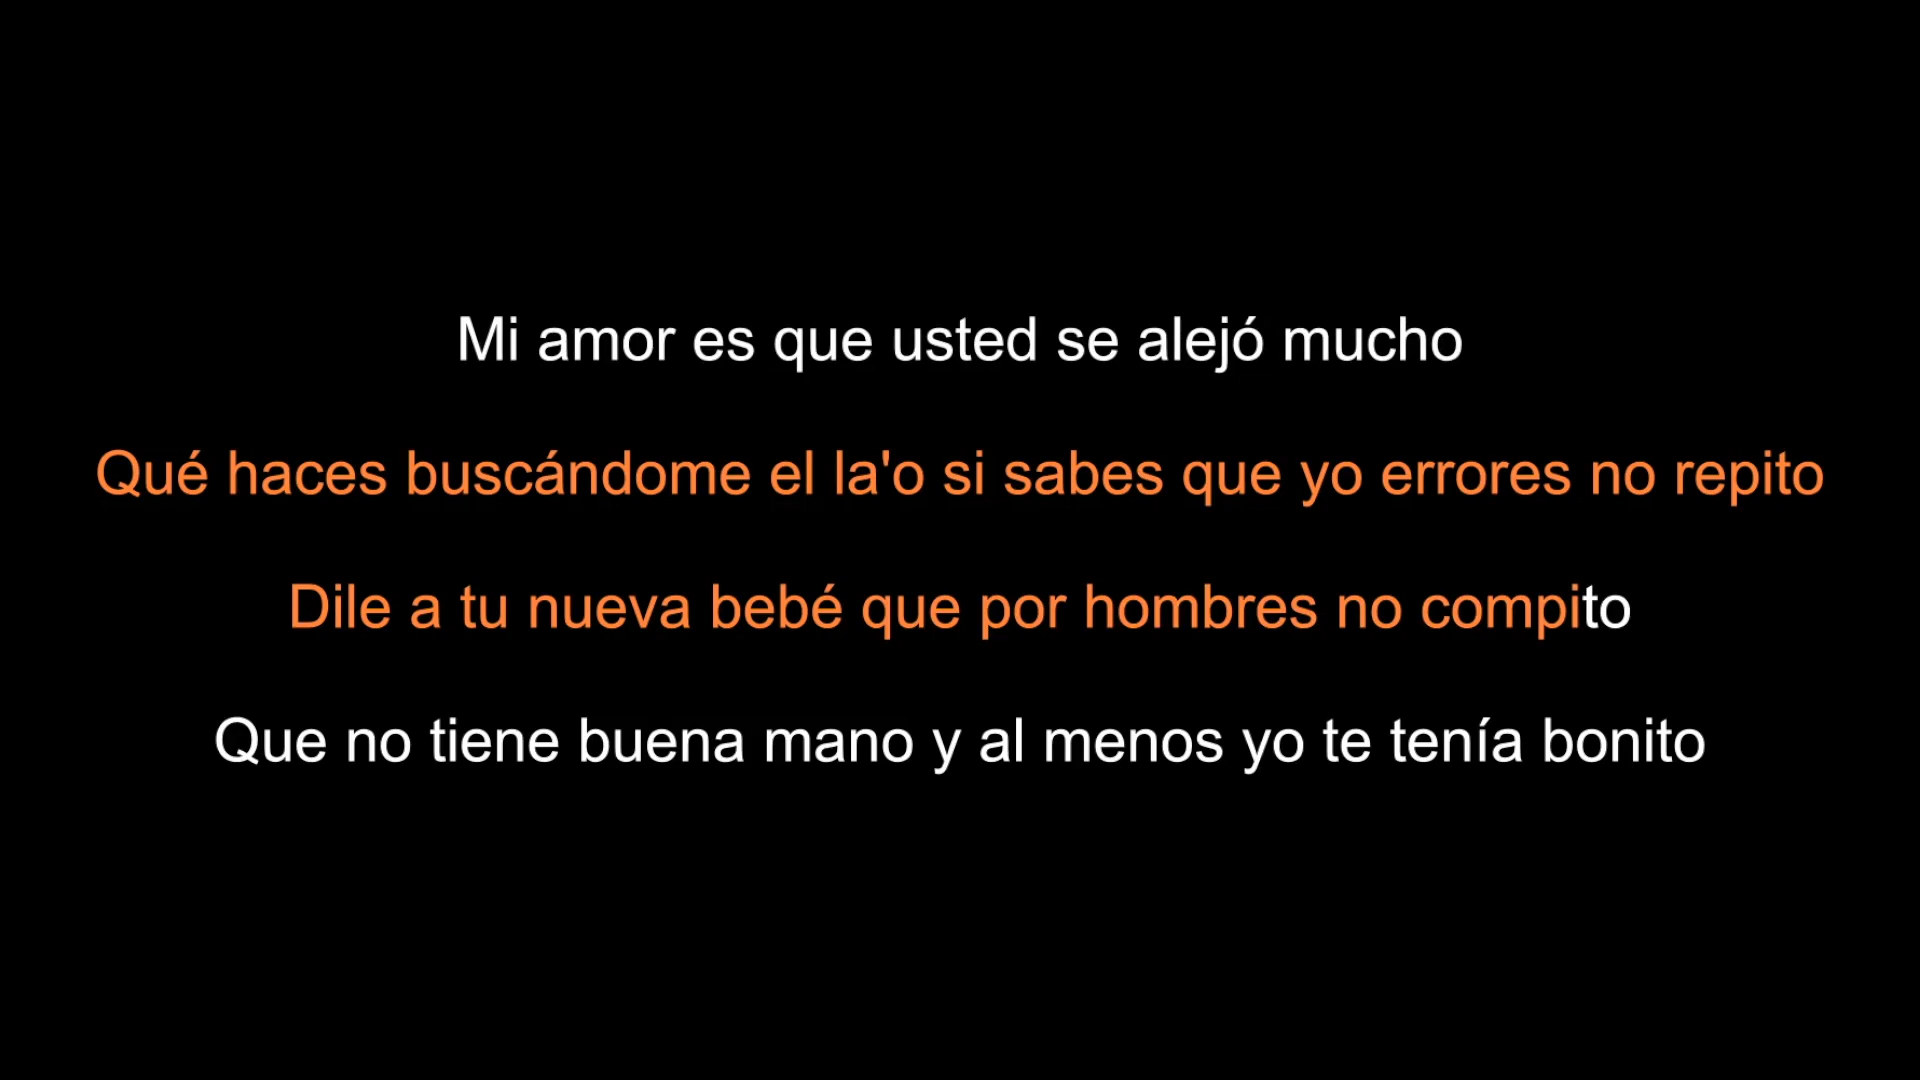 Mi amor es que usted se alejó mucho
Qué haces buscándome el la'o si sabes que yo errores no repito
Dile a tu nueva bebé que por hombres no compito
Que no tiene buena mano y al menos yo te tenía bonito